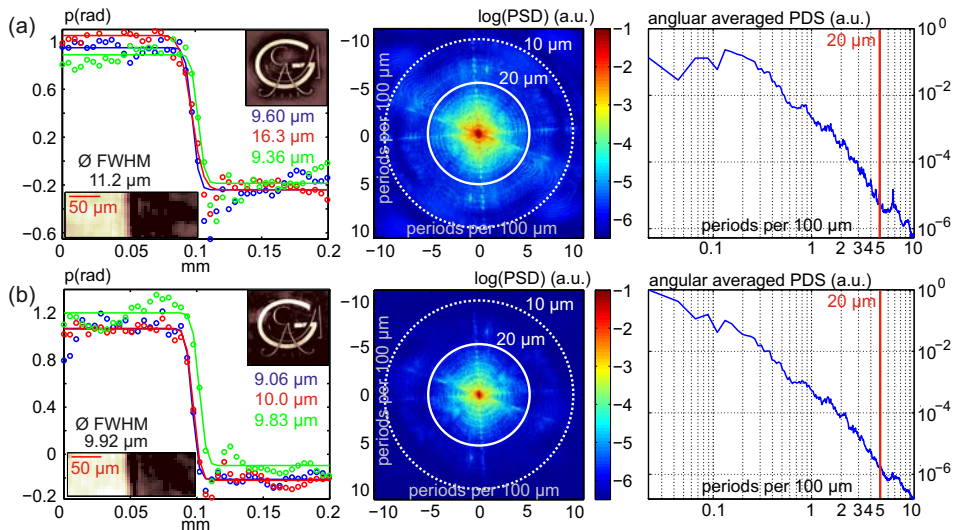 (a)
p(rad)
1
0.6
0.2
−0.2
−0.6
9.60 µm
16.3 µm
9.36 µm
Ø FWHM
11.2 µm
50 µm
0 0.05 0.10 0.15 0.20
mm
log(PSD) (a.u.)
−10
−5
0
5
10
−10 −5 0 5 10
periods per 100 µm
periods per 100 µm
10 µm
20 µm
−1
−2
−3
−4
−5
−6
angluar averaged PDS (a.u.)
20 µm
10⁰
10⁻²
10⁻⁴
10⁻⁶
periods per 100 µm
0.1 1 2 3 4 5 10
(b)
p(rad)
1.2
0.8
0.4
0
−0.2
9.06 µm
10.0 µm
9.83 µm
Ø FWHM
9.92 µm
50 µm
0 0.05 0.10 0.15 0.20
mm
log(PSD) (a.u.)
−10
−5
0
5
10
−10 −5 0 5 10
periods per 100 µm
periods per 100 µm
10 µm
20 µm
−1
−2
−3
−4
−5
−6
angluar averaged PDS (a.u.)
20 µm
10⁰
10⁻²
10⁻⁴
10⁻⁶
periods per 100 µm
0.1 1 2 3 4 5 10